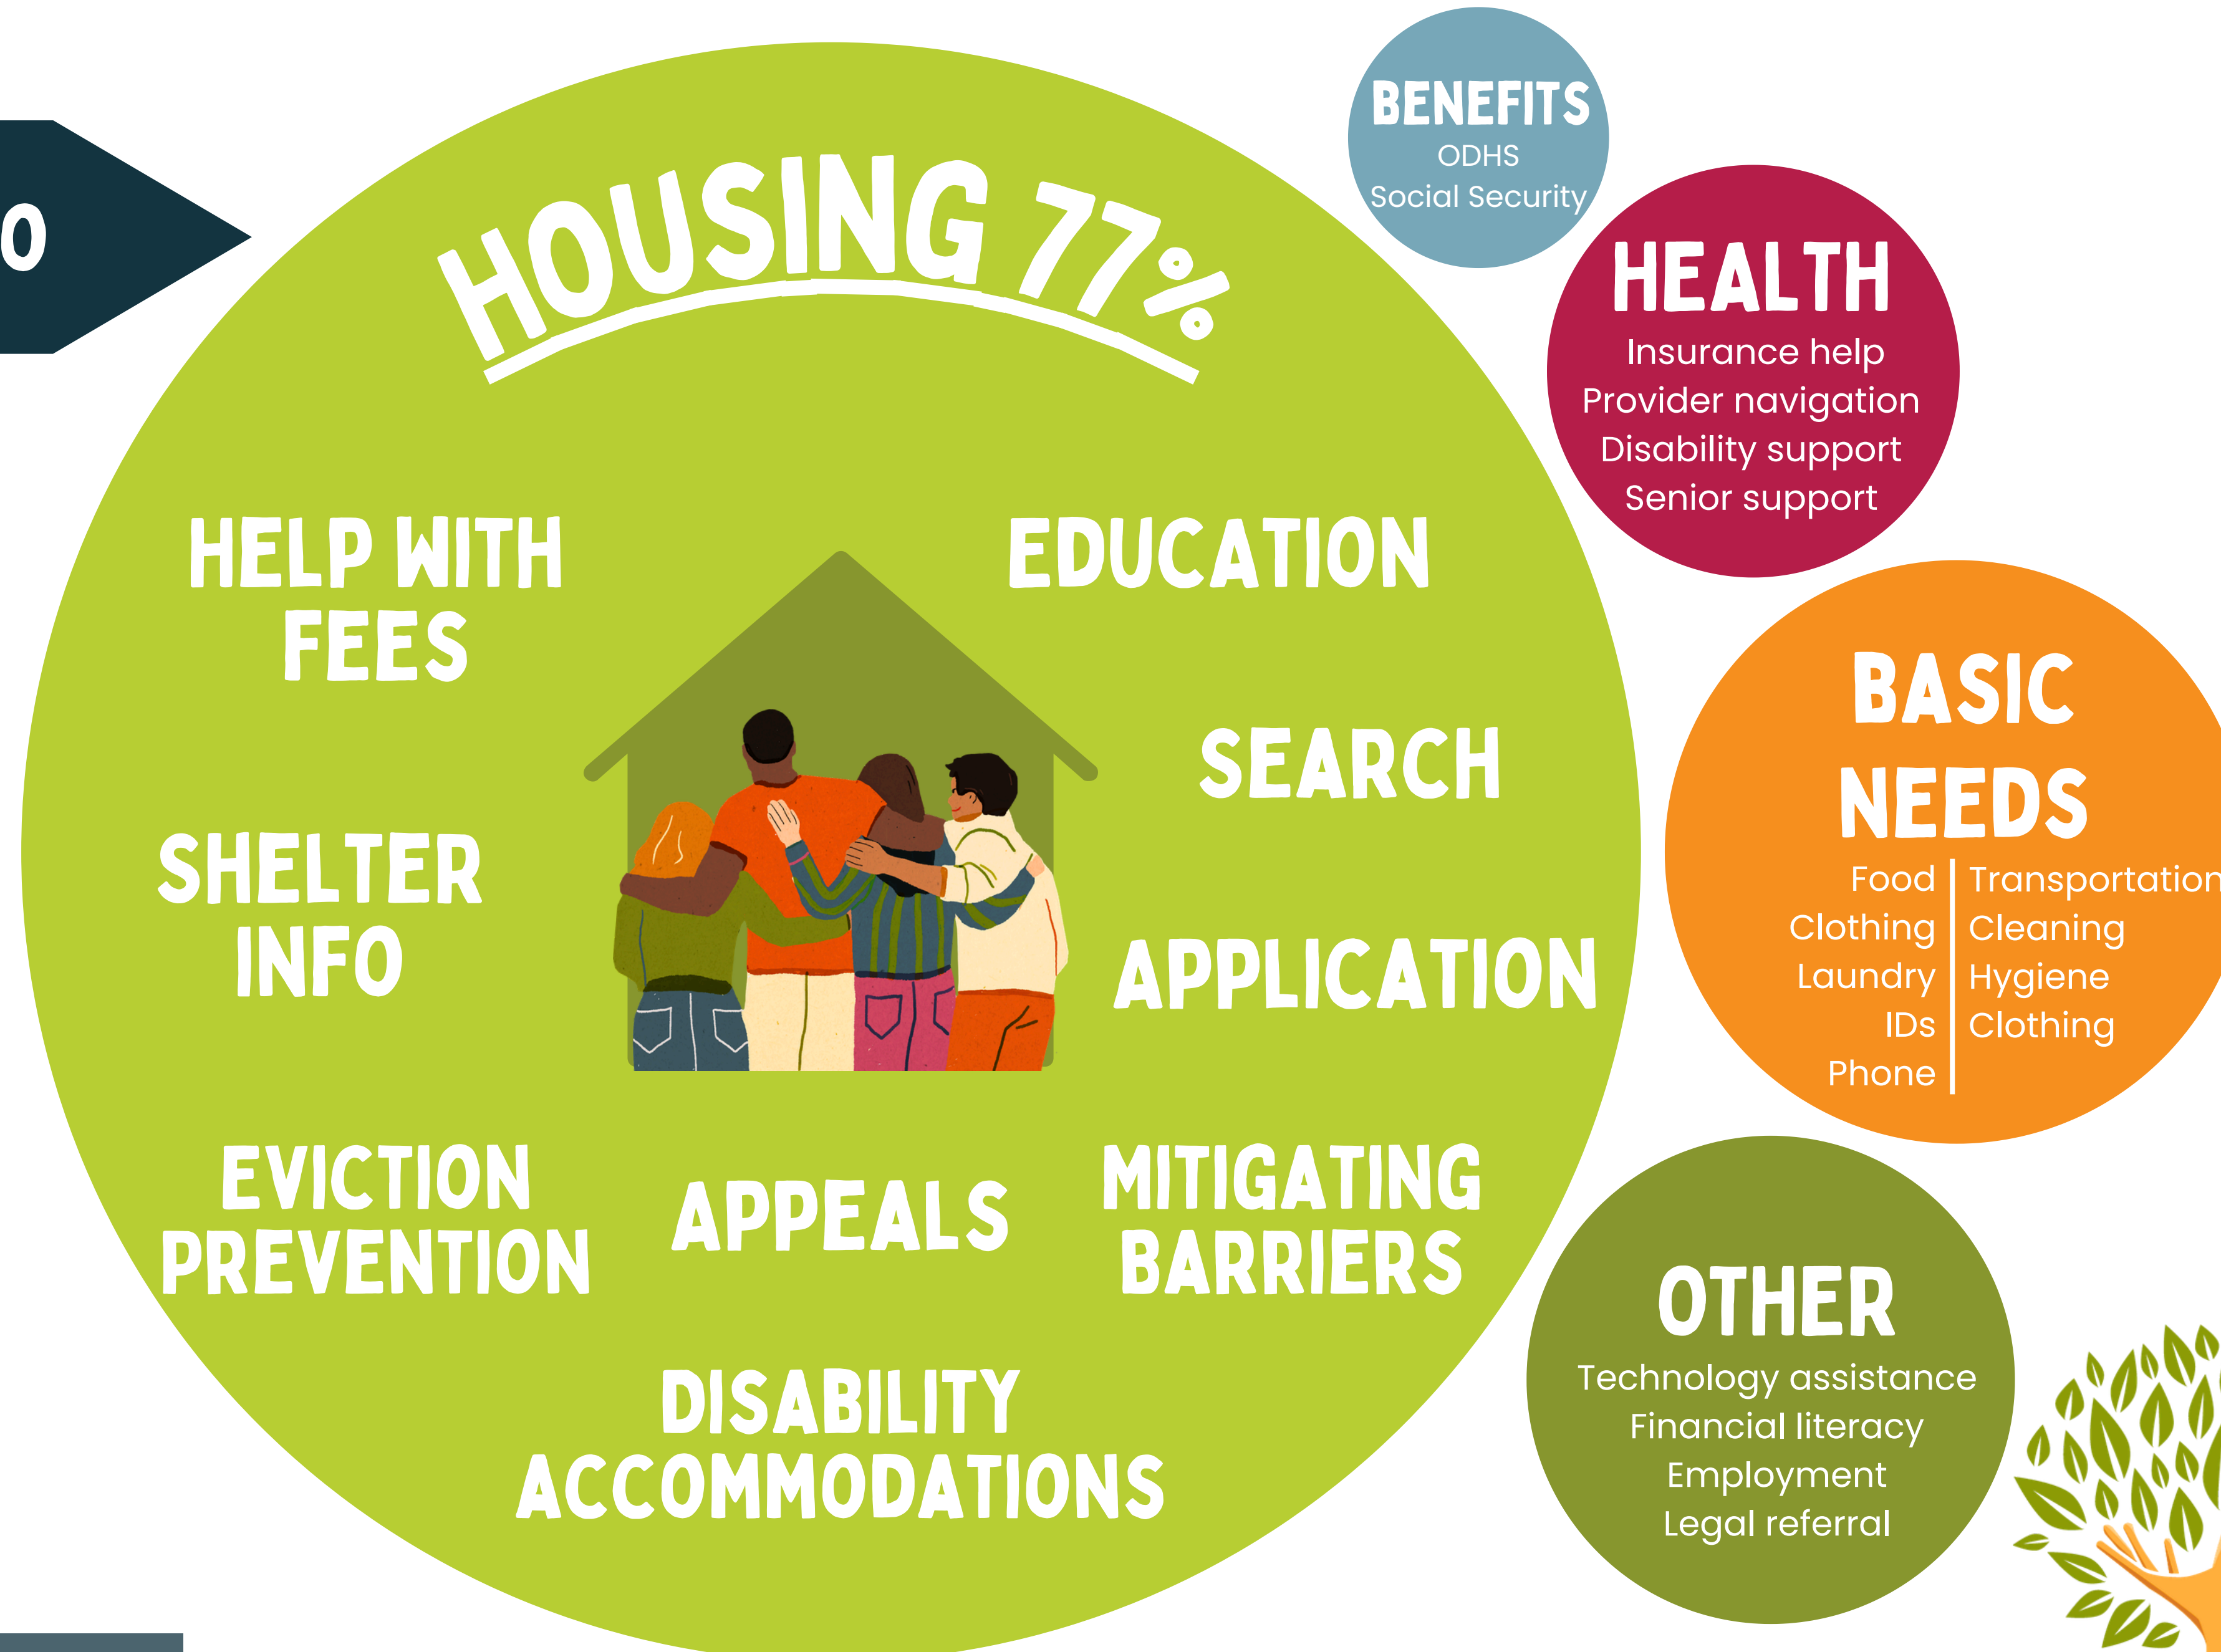 O
HOUSING 77%
HELP WITH
FEES
EDUCATION
SEARCH
SHELTER
INFO
APPLICATION
EVICTION
PREVENTION
APPEALS
MITIGATING
BARRIERS
DISABILITY
ACCOMMODATIONS
BENEFITS
ODHS
Social Security
HEALTH
Insurance help
Provider navigation
Disability support
Senior support
BASIC
NEEDS
Food
Clothing
Laundry
IDs
Phone
Transportation
Cleaning
Hygiene
Clothing
OTHER
Technology assistance
Financial literacy
Employment
Legal referral